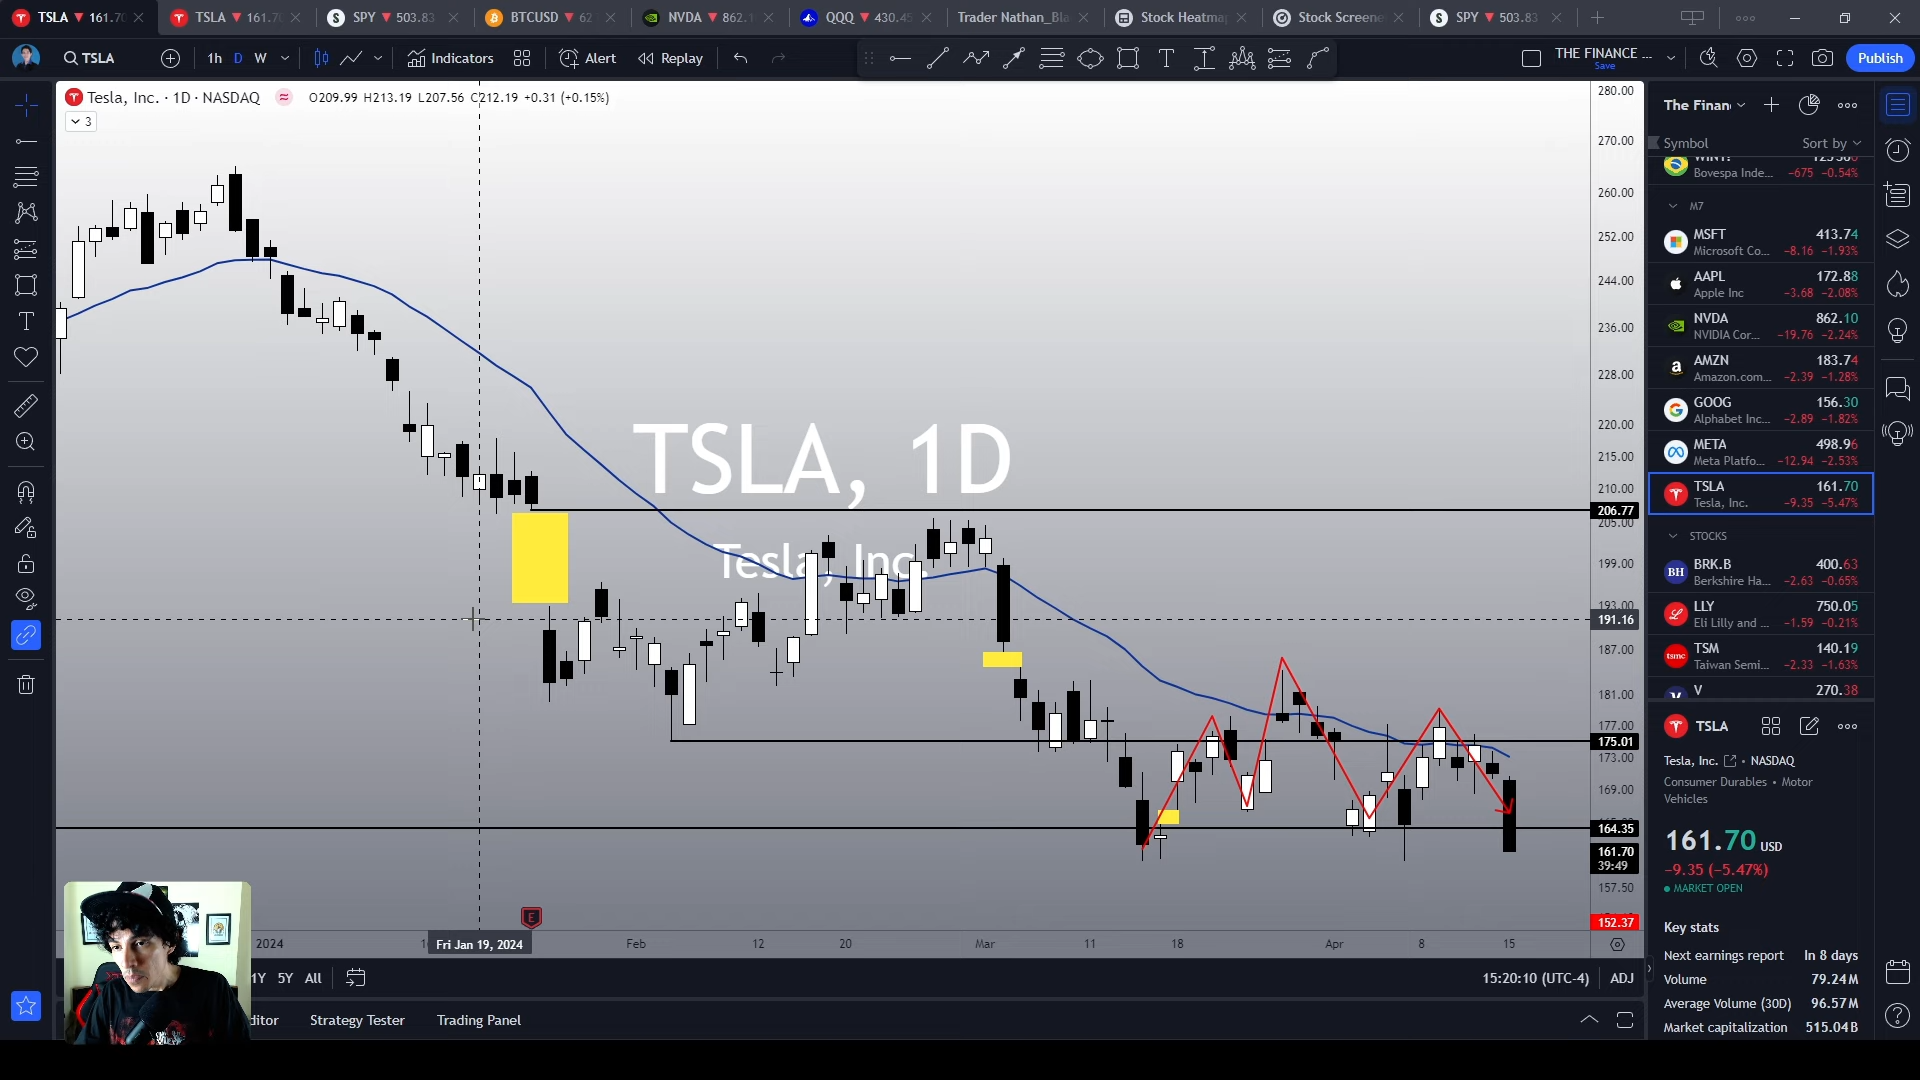 TSLA ▼ 161.70
TSLA ▼ 161.7
SPY ▼ 503.83
BTCUSD ▼ 62
NVDA ▼ 862.1
QQQ ▼ 430.45
Trader Nathan_Bla
Stock Heatma
Stock Screene
SPY ▼ 503.83
TSLA
1h D W
Indicators
Alert
Replay
THE FINANCE ...
Save
Publish
Tesla, Inc. · 1D · NASDAQ
O209.99 H213.19 L207.56 C212.19 +0.31 (+0.15%)
3
TSLA, 1D
Tesla, Inc.
280.00
270.00
260.00
252.00
244.00
236.00
228.00
220.00
215.00
210.00
206.77
205.00
199.00
193.00
191.16
187.00
181.00
177.00
175.01
173.00
169.00
164.35
161.70
39:49
157.50
152.37
E
2024
Fri Jan 19, 2024
Feb
12
20
Mar
11
18
Apr
8
15
1Y 5Y All
15:20:10 (UTC-4) ADJ
ditor
Strategy Tester
Trading Panel
The Finan
Symbol
Sort by
Bovespa Inde... −675 −0.54%
M7
MSFT 413.74
Microsoft Co... −8.16 −1.93%
AAPL 172.88
Apple Inc −3.68 −2.08%
NVDA 862.10
NVIDIA Cor... −19.76 −2.24%
AMZN 183.74
Amazon.com... −2.39 −1.28%
GOOG 156.30
Alphabet Inc... −2.89 −1.82%
META 498.96
Meta Platfo... −12.94 −2.53%
TSLA 161.70
Tesla, Inc. −9.35 −5.47%
STOCKS
BRK.B 400.63
BH Berkshire Ha... −2.63 −0.65%
LLY 750.05
Eli Lilly and ... −1.59 −0.21%
TSM 140.19
tsmc Taiwan Semi... −2.33 −1.63%
V 270.38
TSLA
Tesla, Inc. • NASDAQ
Consumer Durables • Motor
Vehicles
161.70 USD
−9.35 (−5.47%)
MARKET OPEN
Key stats
Next earnings report In 8 days
Volume 79.24M
Average Volume (30D) 96.57M
Market capitalization 515.04B